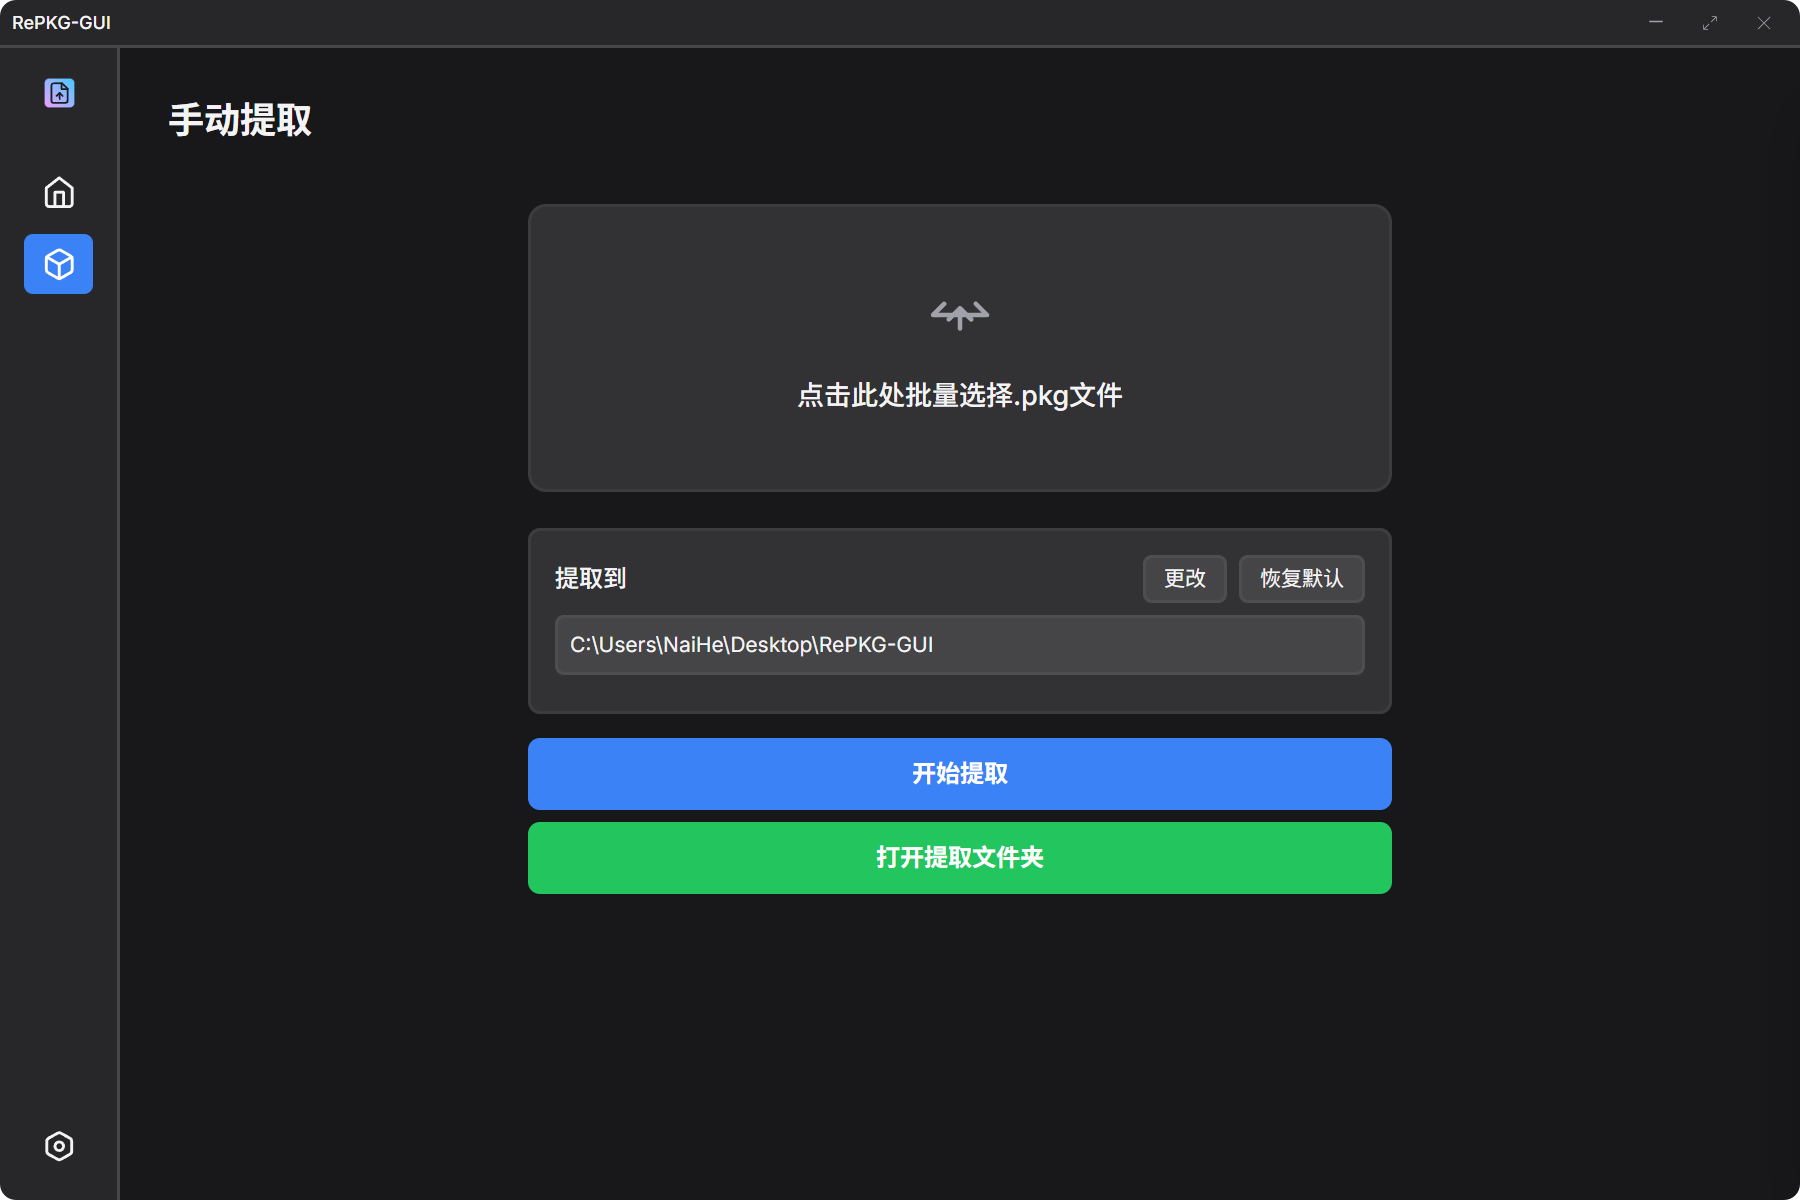 RePKG-GUI
手动提取
点击此处批量选择.pkg文件
提取到
更改
恢复默认
C:\Users\NaiHe\Desktop\RePKG-GUI
开始提取
打开提取文件夹